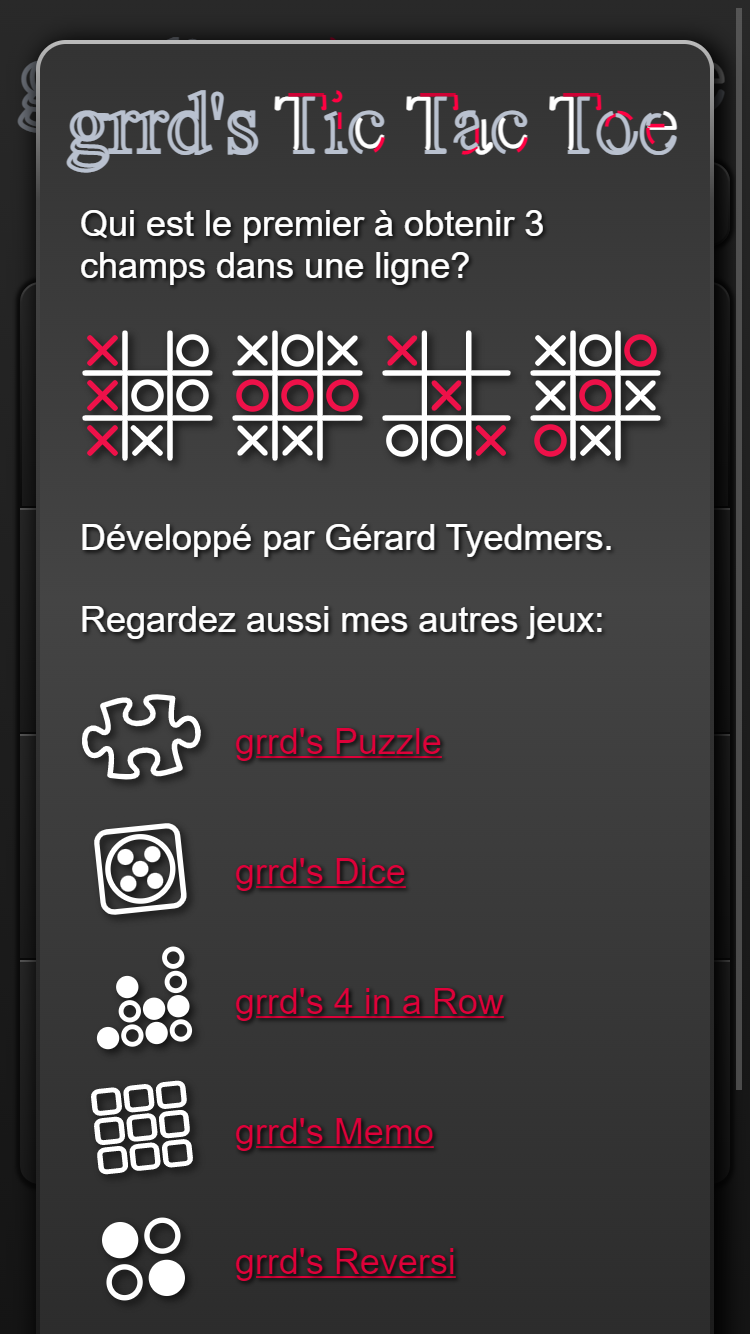 grrd's Tic Tac Toe
Qui est le premier à obtenir 3
champs dans une ligne?
Développé par Gérard Tyedmers.
Regardez aussi mes autres jeux:
grrd's Puzzle
grrd's Dice
grrd's 4 in a Row
grrd's Memo
grrd's Reversi